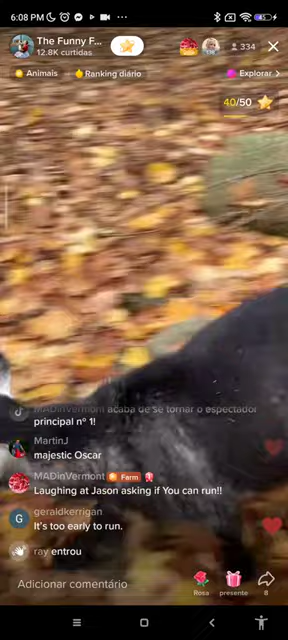 6:08 PM
45
The Funny F...
12.8K curtidas
334
Animais
Ranking diário
Explorar
40/50
MADinVermont acaba de se tornar o espectador
principal nº 1!
MartinJ
majestic Oscar
MADinVermont Farm
Laughing at Jason asking if You can run!!
G
geraldkerrigan
It's too early to run.
ray entrou
Adicionar comentário
Rosa
presente
8